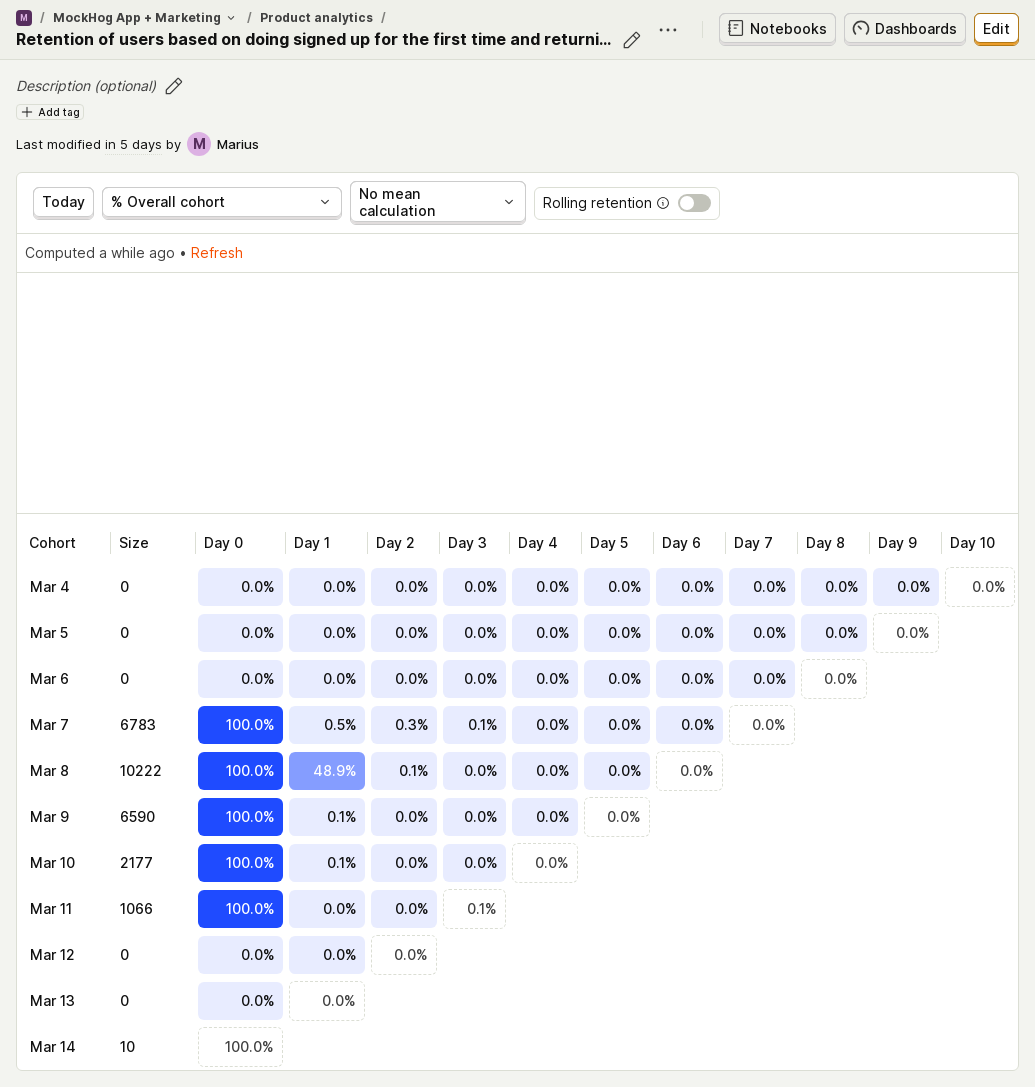 M / MockHog App + Marketing / Product analytics /
Retention of users based on doing signed up for the first time and returni...
Notebooks
Dashboards
Edit
Description (optional)
Add tag
Last modified in 5 days by M Marius
Today
% Overall cohort
No mean
calculation
Rolling retention
Computed a while ago • Refresh
Cohort Size Day 0 Day 1 Day 2 Day 3 Day 4 Day 5 Day 6 Day 7 Day 8 Day 9 Day 10
Mar 4 0 0.0% 0.0% 0.0% 0.0% 0.0% 0.0% 0.0% 0.0% 0.0% 0.0% 0.0%
Mar 5 0 0.0% 0.0% 0.0% 0.0% 0.0% 0.0% 0.0% 0.0% 0.0% 0.0%
Mar 6 0 0.0% 0.0% 0.0% 0.0% 0.0% 0.0% 0.0% 0.0% 0.0%
Mar 7 6783 100.0% 0.5% 0.3% 0.1% 0.0% 0.0% 0.0% 0.0%
Mar 8 10222 100.0% 48.9% 0.1% 0.0% 0.0% 0.0% 0.0%
Mar 9 6590 100.0% 0.1% 0.0% 0.0% 0.0% 0.0%
Mar 10 2177 100.0% 0.1% 0.0% 0.0% 0.0%
Mar 11 1066 100.0% 0.0% 0.0% 0.1%
Mar 12 0 0.0% 0.0% 0.0%
Mar 13 0 0.0% 0.0%
Mar 14 10 100.0%